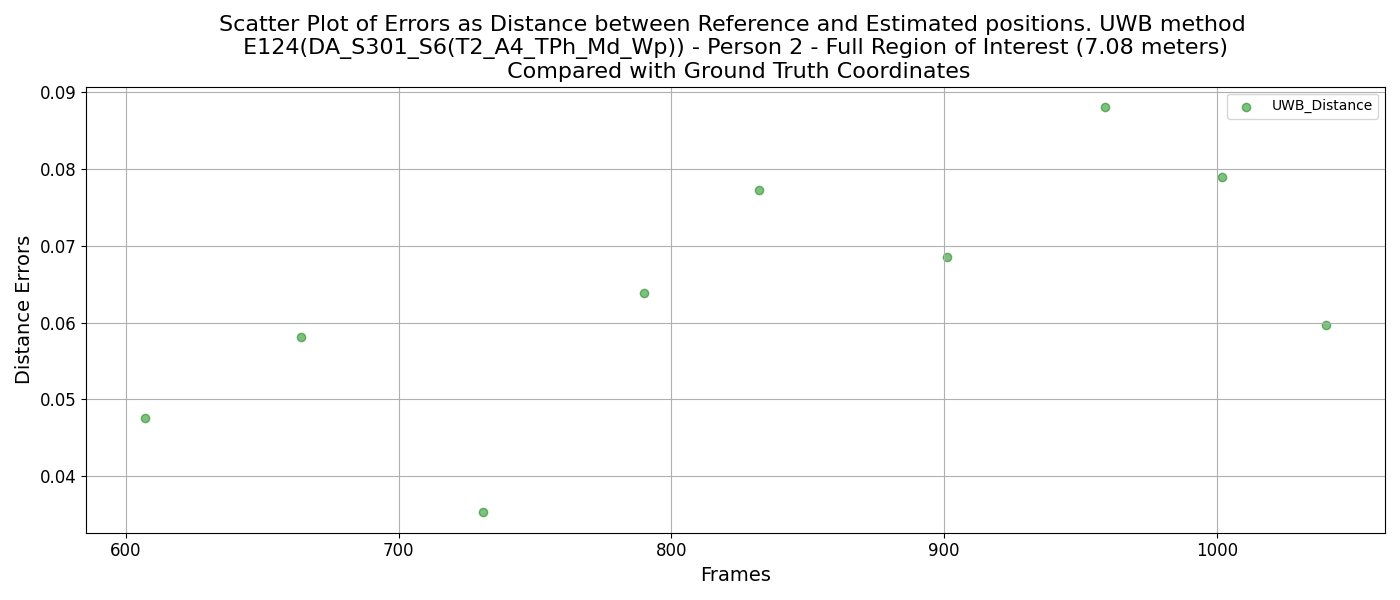 Scatter Plot of Errors as Distance between Reference and Estimated positions. UWB method
E124(DA_S301_S6(T2_A4_TPh_Md_Wp)) - Person 2 - Full Region of Interest (7.08 meters)
Compared with Ground Truth Coordinates
UWB_Distance
Distance Errors
0.09
0.08
0.07
0.06
0.05
0.04
600 700 800 900 1000
Frames